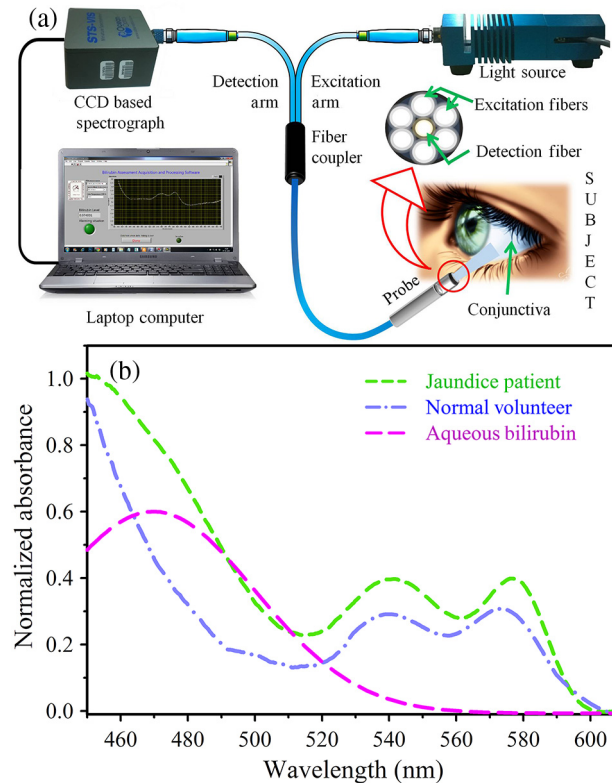 (a)
STS-VIS
Detection
arm
Excitation
arm
Light source
CCD based
spectrograph
Fiber
coupler
Excitation fibers
Detection fiber
SUBJECT
Probe
Conjunctiva
Laptop computer
(b)
Jaundice patient
Normal volunteer
Aqueous bilirubin
Normalized absorbance
1.0
0.8
0.6
0.4
0.2
0.0
460 480 500 520 540 560 580 600
Wavelength (nm)